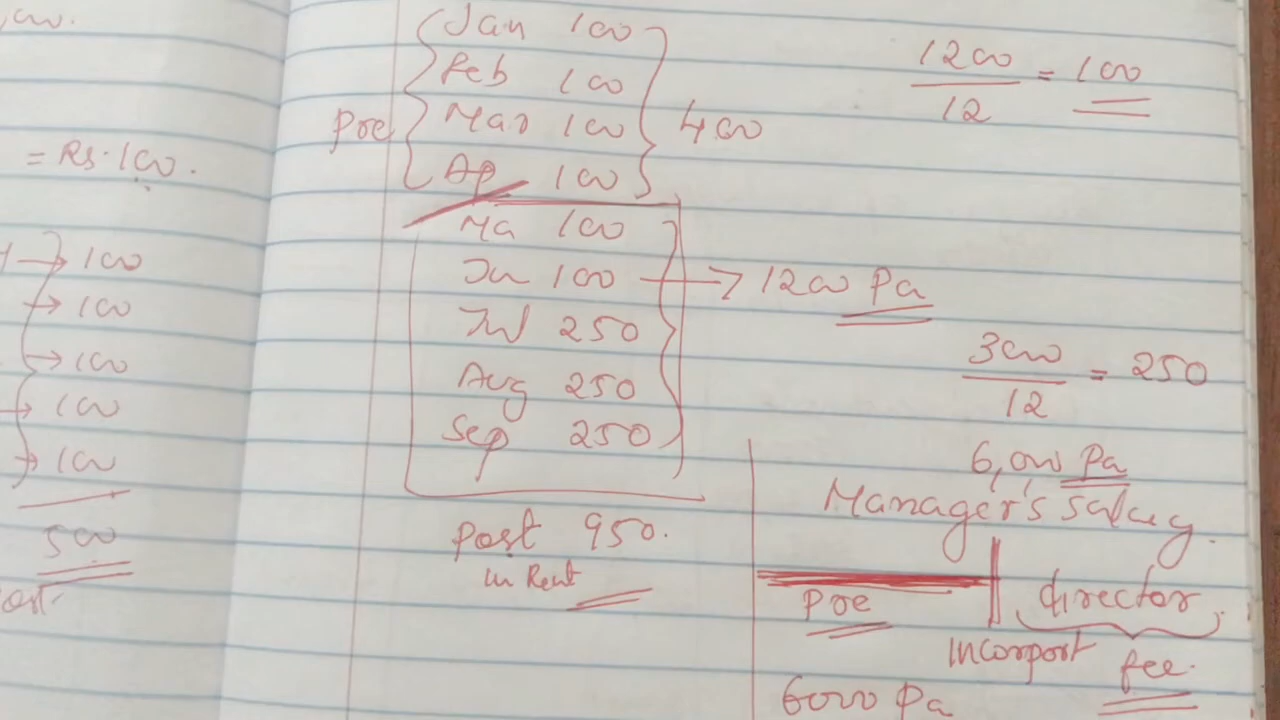 = Rs. 100.
→ 100
→ 100
→ 100
→ 100
→ 100
500
Pre
Jan 100
Feb 100
Mar 100
Ap 100
400
Ma 100
Ju 100 → 1200 Pa
Jul 250
Aug 250
Sep 250
Post 950.
in Rent
1200
12
= 100
3000
12
= 250
6,000 Pa
Manager's salary.
Pre
director
Incorport fee.
6000 Pa